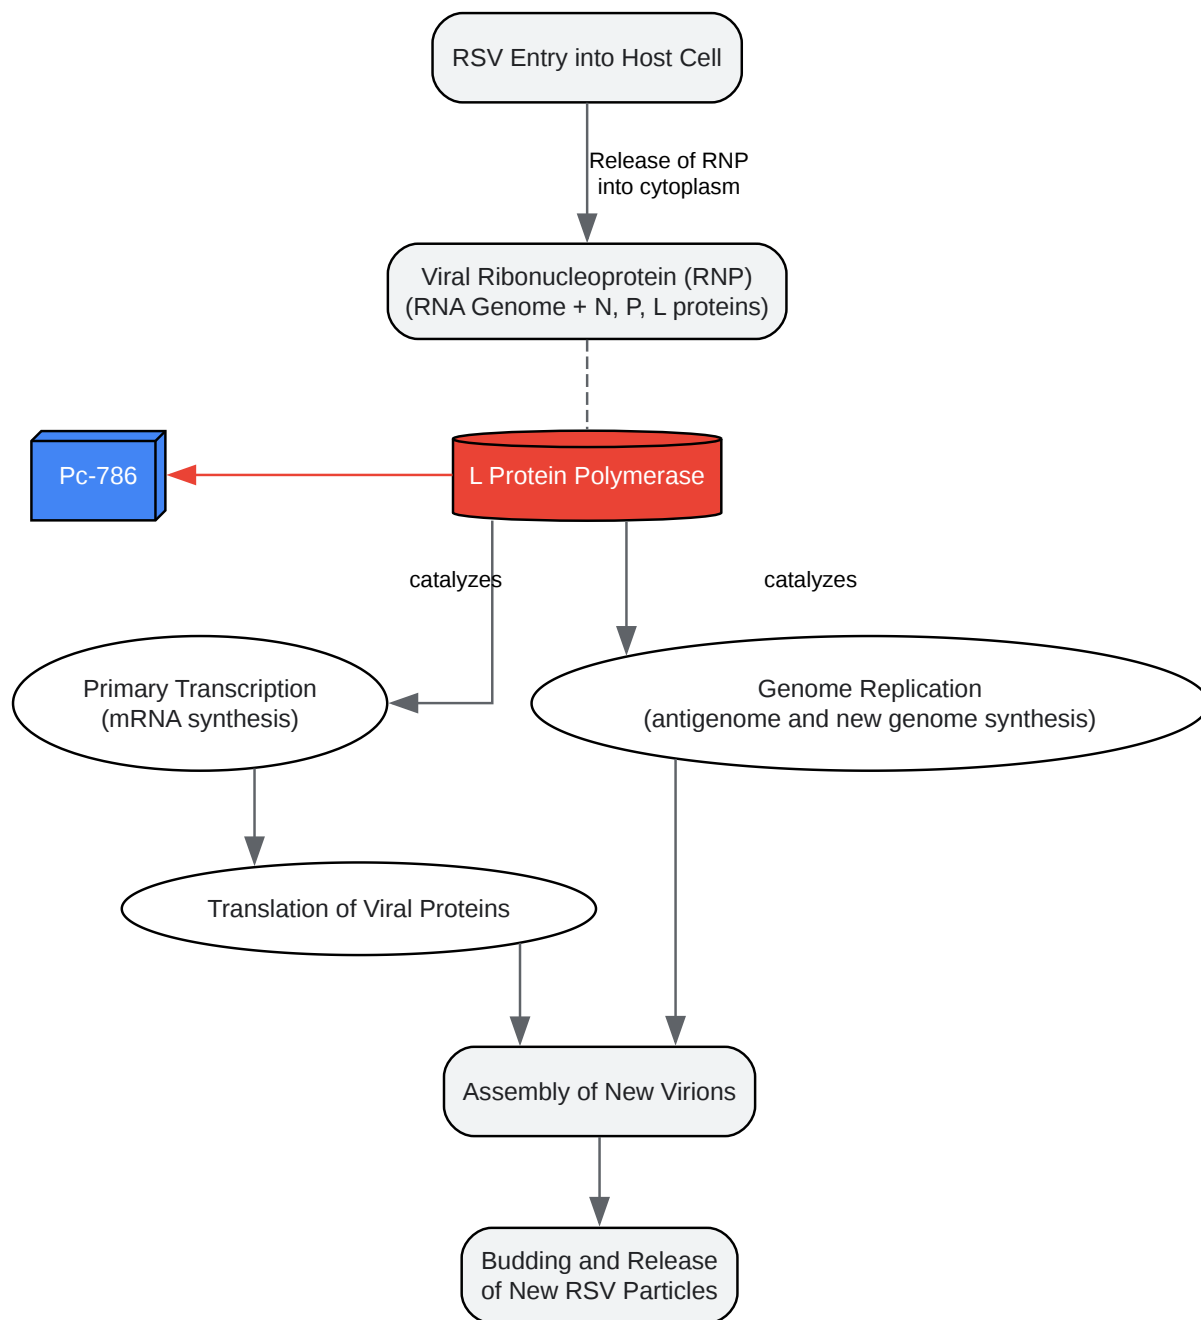 RSV Entry into Host Cell
Release of RNP
into cytoplasm
Viral Ribonucleoprotein (RNP)
(RNA Genome + N, P, L proteins)
Pc-786
L Protein Polymerase
catalyzes
catalyzes
Primary Transcription
(mRNA synthesis)
Genome Replication
(antigenome and new genome synthesis)
Translation of Viral Proteins
Assembly of New Virions
Budding and Release
of New RSV Particles